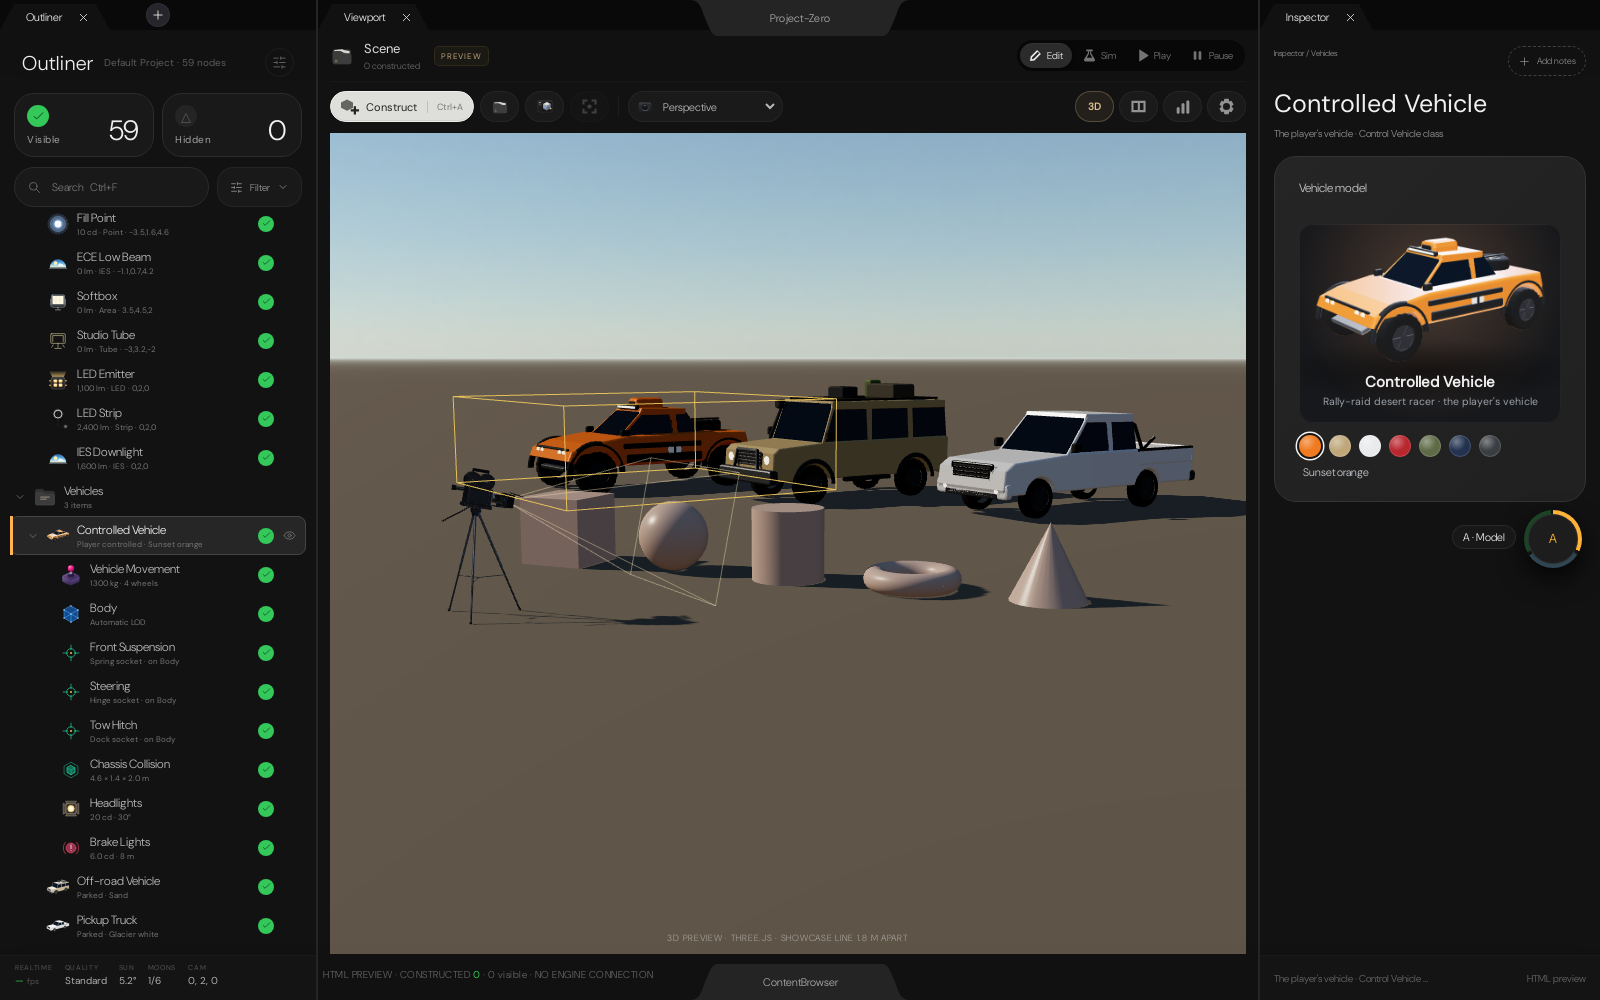 Outliner
Viewport
Project-Zero
Inspector
Outliner
Default Project · 59 nodes
Visible
59
Hidden
0
Search Ctrl+F
Filter
Fill Point
10 cd · Point · -3.5,1.6,4.6
ECE Low Beam
0 lm · IES · -1.1,0.7,4.2
Softbox
0 lm · Area · 3.5,4.5,2
Studio Tube
0 lm · Tube · -3,3.2,-2
LED Emitter
1,100 lm · LED · 0,2,0
LED Strip
2,400 lm · Strip · 0,2,0
IES Downlight
1,600 lm · IES · 0,2,0
Vehicles
3 items
Controlled Vehicle
Player controlled · Sunset orange
Vehicle Movement
1300 kg · 4 wheels
Body
Automatic LOD
Front Suspension
Spring socket · on Body
Steering
Hinge socket · on Body
Tow Hitch
Dock socket · on Body
Chassis Collision
4.6 × 1.4 × 2.0 m
Headlights
20 cd · 30°
Brake Lights
6.0 cd · 8 m
Off-road Vehicle
Parked · Sand
Pickup Truck
Parked · Glacier white
REALTIME QUALITY SUN MOONS CAM
— fps Standard 5.2° 1/6 0, 2, 0
Scene
0 constructed
PREVIEW
Edit
Sim
Play
Pause
Construct
Ctrl+A
Perspective
3D
3D PREVIEW · THREE.JS · SHOWCASE LINE 1.8 M APART
HTML PREVIEW · CONSTRUCTED 0 · 0 visible · NO ENGINE CONNECTION
ContentBrowser
Inspector / Vehicles
Add notes
Controlled Vehicle
The player's vehicle · Control Vehicle class
Vehicle model
Controlled Vehicle
Rally-raid desert racer · the player's vehicle
Sunset orange
A · Model
A
The player's vehicle · Control Vehicle ...
HTML preview